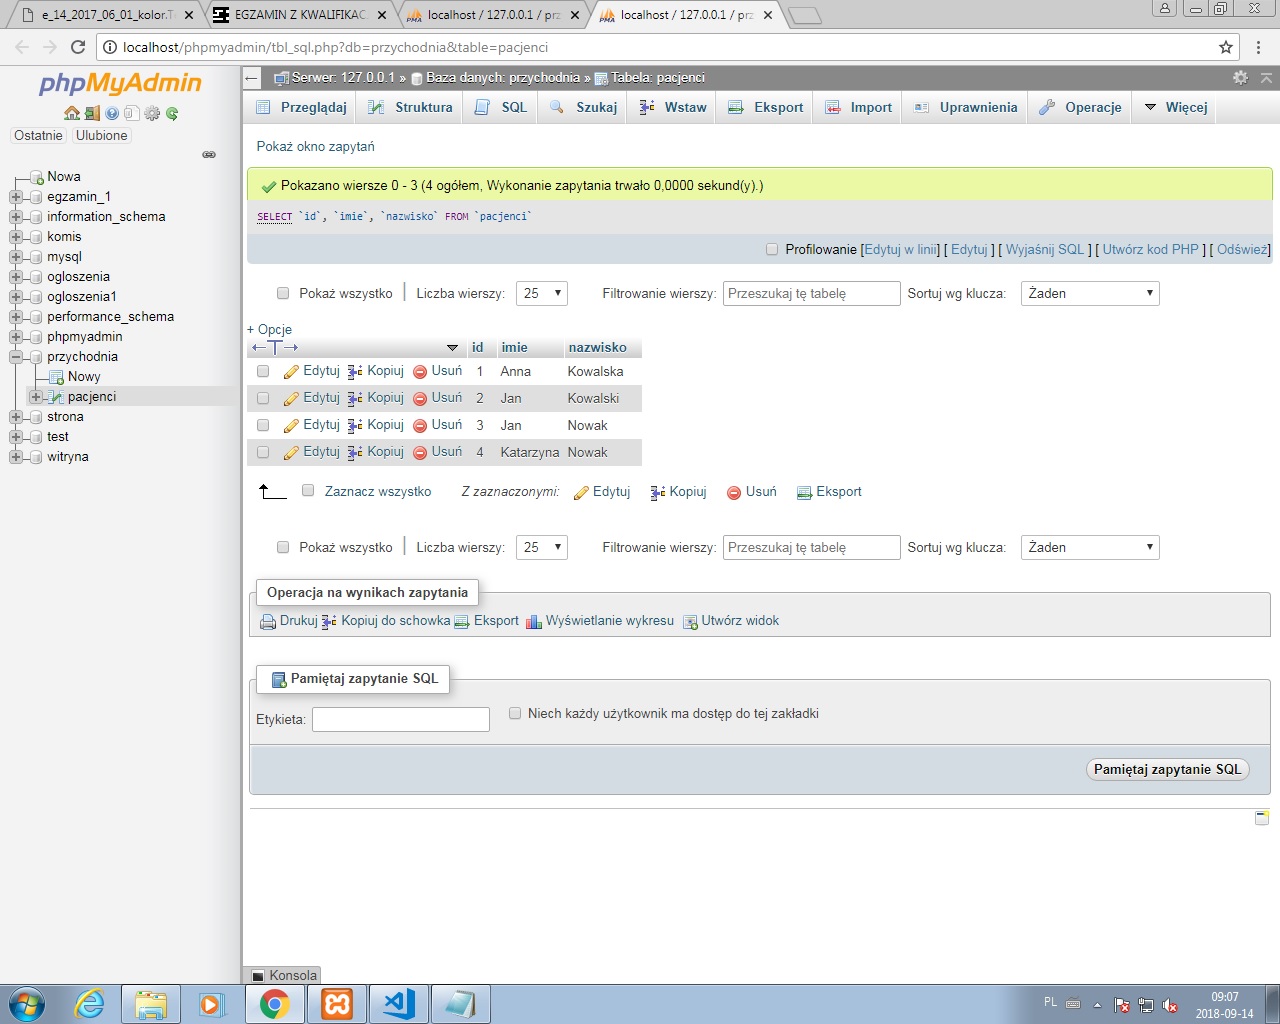 e_14_2017_06_01_kolor.
EGZAMIN Z KWALIFIKAC
localhost / 127.0.0.1 / prz
localhost / 127.0.0.1 / prz
localhost/phpmyadmin/tbl_sql.php?db=przychodnia&table=pacjenci
phpMyAdmin
Ostatnie Ulubione
Nowa
egzamin_1
information_schema
komis
mysql
ogloszenia
ogloszenia1
performance_schema
phpmyadmin
przychodnia
Nowy
pacjenci
strona
test
witryna
Serwer: 127.0.0.1 » Baza danych: przychodnia » Tabela: pacjenci
Przeglądaj Struktura SQL Szukaj Wstaw Eksport Import Uprawnienia Operacje Więcej
Pokaż okno zapytań
Pokazano wiersze 0 - 3 (4 ogółem, Wykonanie zapytania trwało 0,0000 sekund(y).)
SELECT `id`, `imie`, `nazwisko` FROM `pacjenci`
Profilowanie [Edytuj w linii] [ Edytuj ] [ Wyjaśnij SQL ] [ Utwórz kod PHP ] [ Odśwież]
Pokaż wszystko Liczba wierszy: 25 Filtrowanie wierszy: Przeszukaj tę tabelę Sortuj wg klucza: Żaden
+ Opcje
id imie nazwisko
Edytuj Kopiuj Usuń 1 Anna Kowalska
Edytuj Kopiuj Usuń 2 Jan Kowalski
Edytuj Kopiuj Usuń 3 Jan Nowak
Edytuj Kopiuj Usuń 4 Katarzyna Nowak
Zaznacz wszystko Z zaznaczonymi: Edytuj Kopiuj Usuń Eksport
Pokaż wszystko Liczba wierszy: 25 Filtrowanie wierszy: Przeszukaj tę tabelę Sortuj wg klucza: Żaden
Operacja na wynikach zapytania
Drukuj Kopiuj do schowka Eksport Wyświetlanie wykresu Utwórz widok
Pamiętaj zapytanie SQL
Etykieta: Niech każdy użytkownik ma dostęp do tej zakładki
Pamiętaj zapytanie SQL
Konsola
PL
09:07
2018-09-14